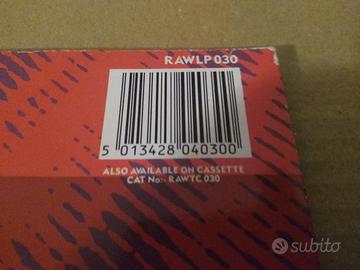 RAWLP 030
5 013428 040300
ALSO AVAILABLE ON CASSETTE
CAT No:- RAWTC 030
subito